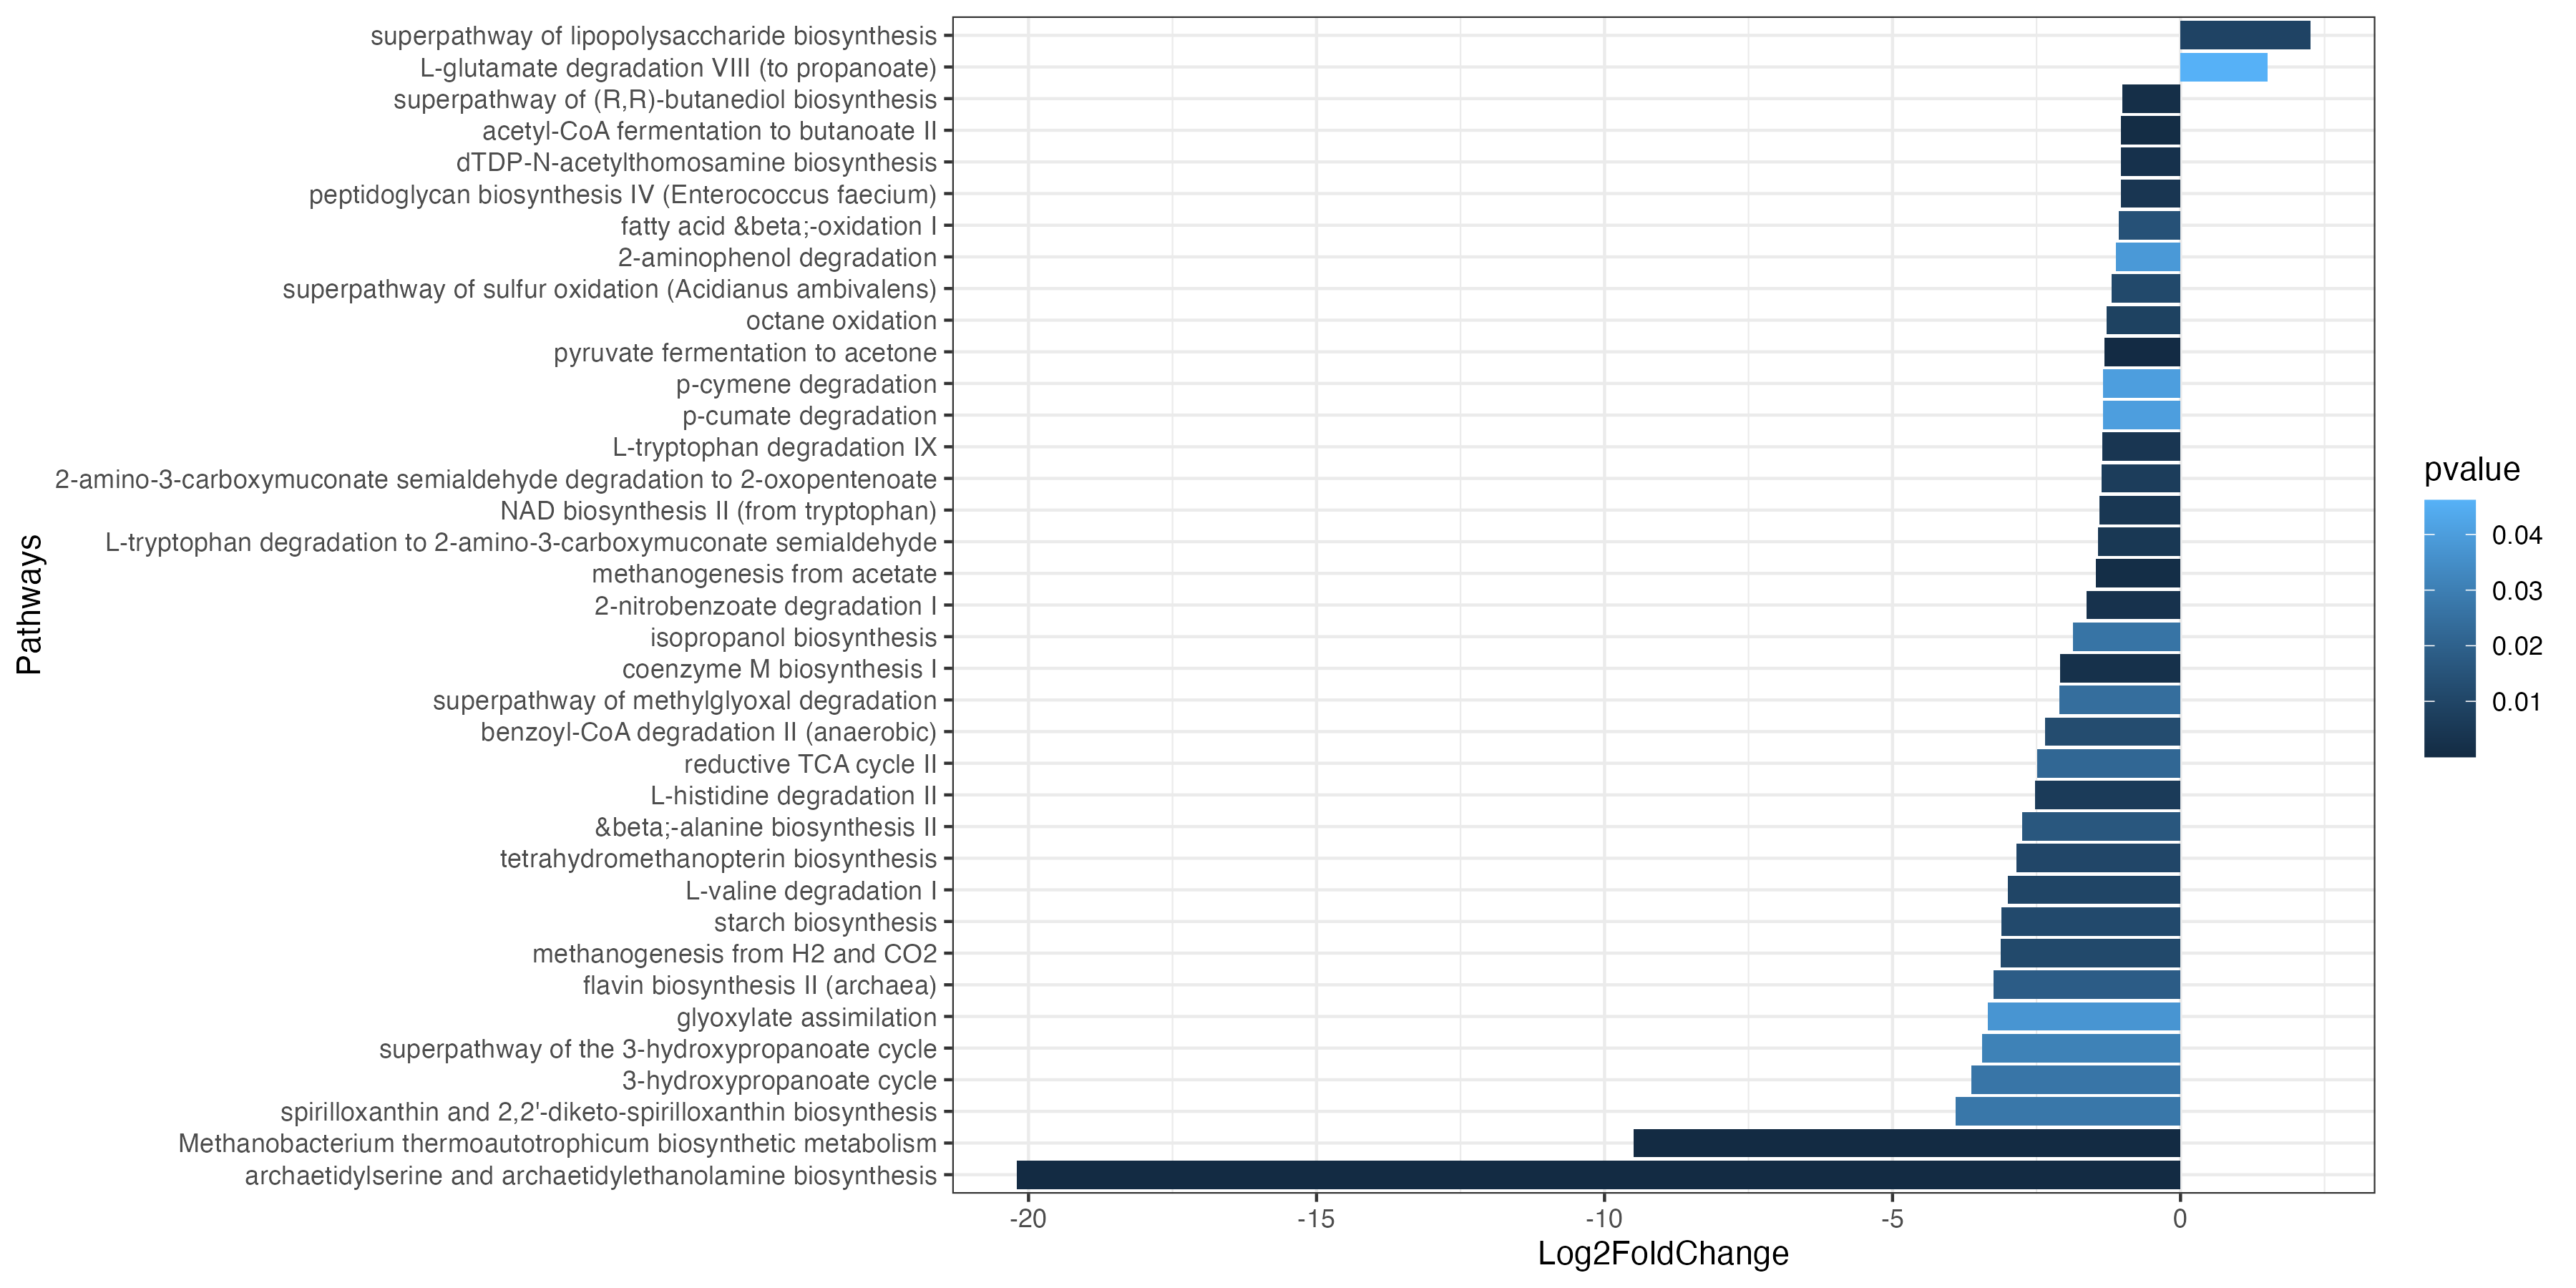 superpathway of lipopolysaccharide biosynthesis
L-glutamate degradation VIII (to propanoate)
superpathway of (R,R)-butanediol biosynthesis
acetyl-CoA fermentation to butanoate II
dTDP-N-acetylthomosamine biosynthesis
peptidoglycan biosynthesis IV (Enterococcus faecium)
fatty acid &beta;-oxidation I
2-aminophenol degradation
superpathway of sulfur oxidation (Acidianus ambivalens)
octane oxidation
pyruvate fermentation to acetone
p-cymene degradation
p-cumate degradation
L-tryptophan degradation IX
2-amino-3-carboxymuconate semialdehyde degradation to 2-oxopentenoate
NAD biosynthesis II (from tryptophan)
L-tryptophan degradation to 2-amino-3-carboxymuconate semialdehyde
methanogenesis from acetate
2-nitrobenzoate degradation I
isopropanol biosynthesis
coenzyme M biosynthesis I
superpathway of methylglyoxal degradation
benzoyl-CoA degradation II (anaerobic)
reductive TCA cycle II
L-histidine degradation II
&beta;-alanine biosynthesis II
tetrahydromethanopterin biosynthesis
L-valine degradation I
starch biosynthesis
methanogenesis from H2 and CO2
flavin biosynthesis II (archaea)
glyoxylate assimilation
superpathway of the 3-hydroxypropanoate cycle
3-hydroxypropanoate cycle
spirilloxanthin and 2,2'-diketo-spirilloxanthin biosynthesis
Methanobacterium thermoautotrophicum biosynthetic metabolism
archaetidylserine and archaetidylethanolamine biosynthesis
Pathways
-20 -15 -10 -5 0
Log2FoldChange
pvalue
0.04
0.03
0.02
0.01